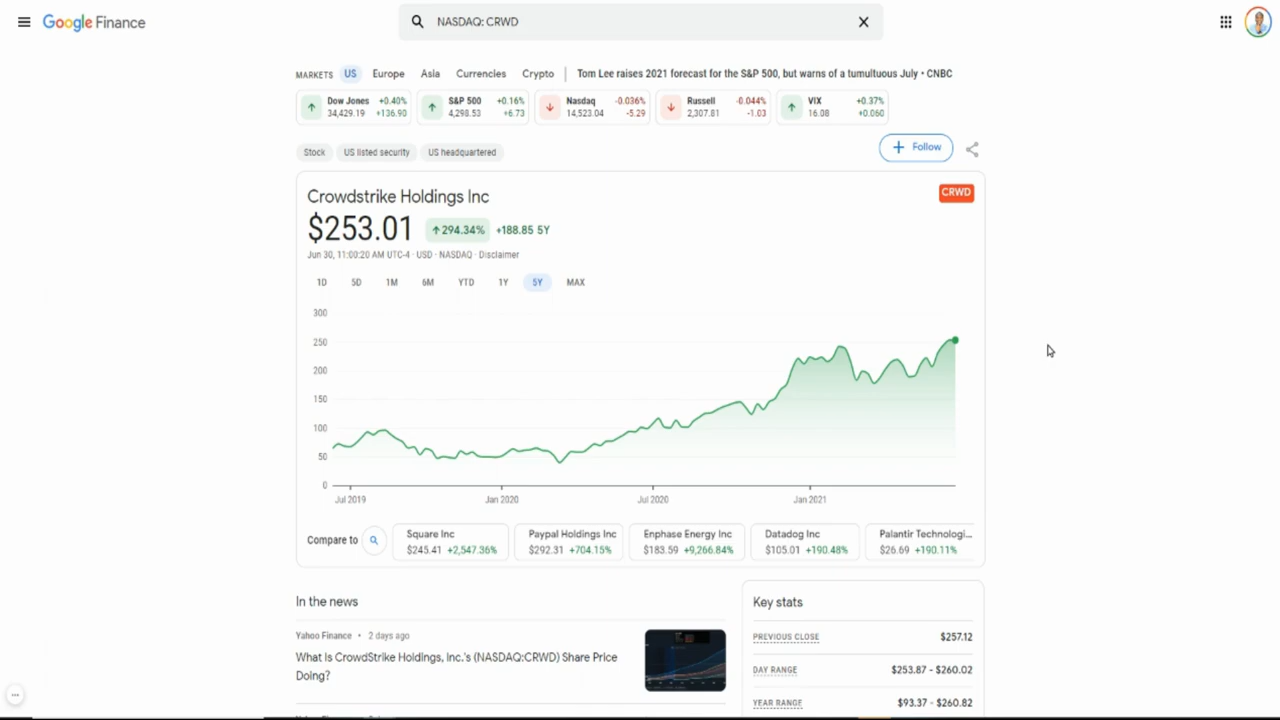 Google Finance
NASDAQ: CRWD
MARKETS US Europe Asia Currencies Crypto Tom Lee raises 2021 forecast for the S&P 500, but warns of a tumultuous July • CNBC
Dow Jones +0.40% S&P 500 +0.16% Nasdaq -0.036% Russell -0.044% VIX +0.37%
34,429.19 +136.90 4,298.53 +6.73 14,523.04 -5.29 2,307.81 -1.03 16.08 +0.060
Stock US listed security US headquartered + Follow
Crowdstrike Holdings Inc CRWD
$253.01 294.34% +188.85 5Y
Jun 30, 11:00:20 AM UTC-4 · USD · NASDAQ · Disclaimer
1D 5D 1M 6M YTD 1Y 5Y MAX
300
250
200
150
100
50
0
Jul 2019 Jan 2020 Jul 2020 Jan 2021
Compare to
Square Inc Paypal Holdings Inc Enphase Energy Inc Datadog Inc Palantir Technologi...
$245.41 +2,547.36% $292.31 +704.15% $183.59 +9,266.84% $105.01 +190.48% $26.69 +190.11%
In the news
Yahoo Finance • 2 days ago
What Is CrowdStrike Holdings, Inc.'s (NASDAQ:CRWD) Share Price
Doing?
Key stats
PREVIOUS CLOSE $257.12
DAY RANGE $253.87 - $260.02
YEAR RANGE $93.37 - $260.82